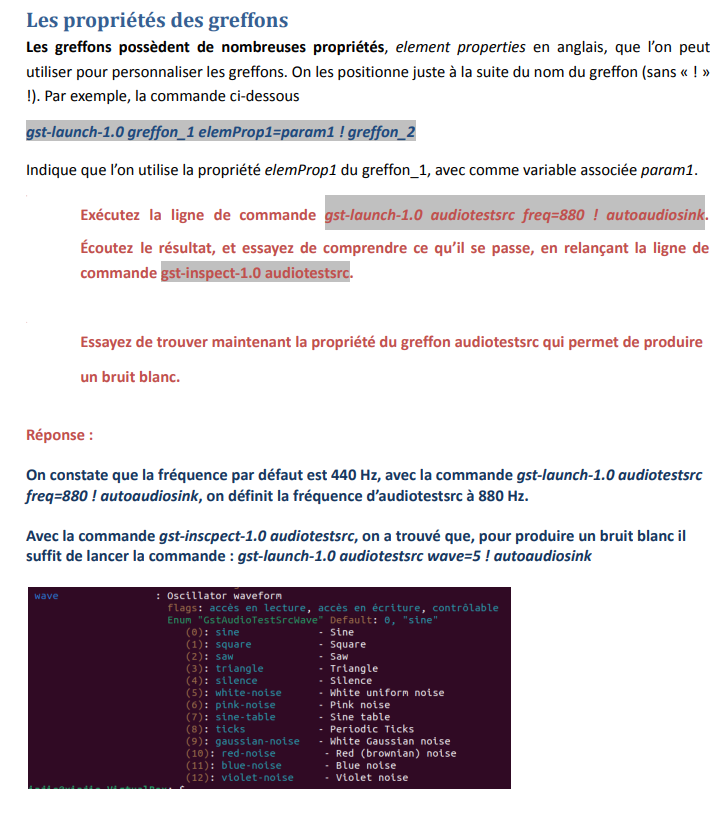 Les propriétés des greffons
Les greffons possèdent de nombreuses propriétés, element properties en anglais, que l'on peut
utiliser pour personnaliser les greffons. On les positionne juste à la suite du nom du greffon (sans « ! »
!). Par exemple, la commande ci-dessous
gst-launch-1.0 greffon_1 elemProp1=param1 ! greffon_2
Indique que l'on utilise la propriété elemProp1 du greffon_1, avec comme variable associée param1.
Exécutez la ligne de commande gst-launch-1.0 audiotestsrc freq=880 ! autoaudiosink.
Écoutez le résultat, et essayez de comprendre ce qu'il se passe, en relançant la ligne de
commande gst-inspect-1.0 audiotestsrc.
Essayez de trouver maintenant la propriété du greffon audiotestsrc qui permet de produire
un bruit blanc.
Réponse :
On constate que la fréquence par défaut est 440 Hz, avec la commande gst-launch-1.0 audiotestsrc
freq=880 ! autoaudiosink, on définit la fréquence d'audiotestsrc à 880 Hz.
Avec la commande gst-inscpect-1.0 audiotestsrc, on a trouvé que, pour produire un bruit blanc il
suffit de lancer la commande : gst-launch-1.0 audiotestsrc wave=5 ! autoaudiosink
wave : Oscillator waveform
flags: accès en lecture, accès en écriture, contrôlable
Enum "GstAudioTestSrcWave" Default: 0, "sine"
(0): sine - Sine
(1): square - Square
(2): saw - Saw
(3): triangle - Triangle
(4): silence - Silence
(5): white-noise - White uniform noise
(6): pink-noise - Pink noise
(7): sine-table - Sine table
(8): ticks - Periodic Ticks
(9): gaussian-noise - White Gaussian noise
(10): red-noise - Red (brownian) noise
(11): blue-noise - Blue noise
(12): violet-noise - Violet noise